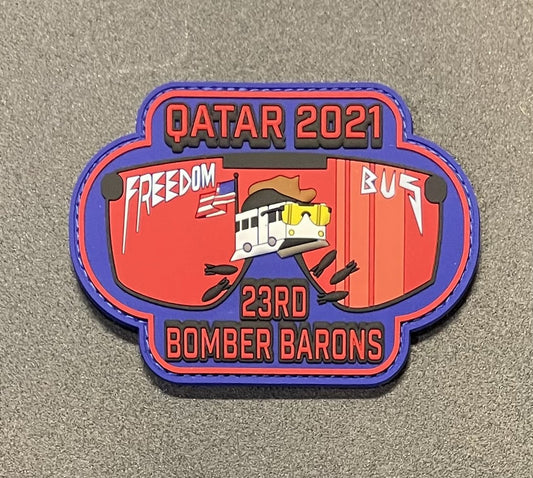 QATAR 2021
FREEDOM BUS
23RD
BOMBER BARONS